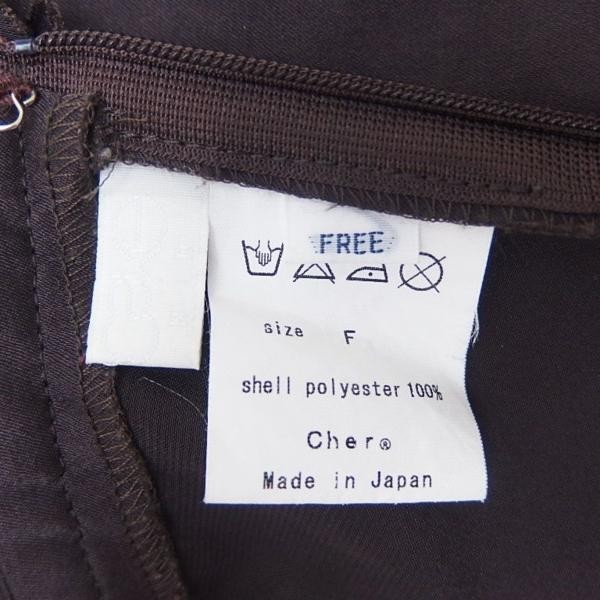 FREE
size F
shell polyester 100%
Cher®
Made in Japan